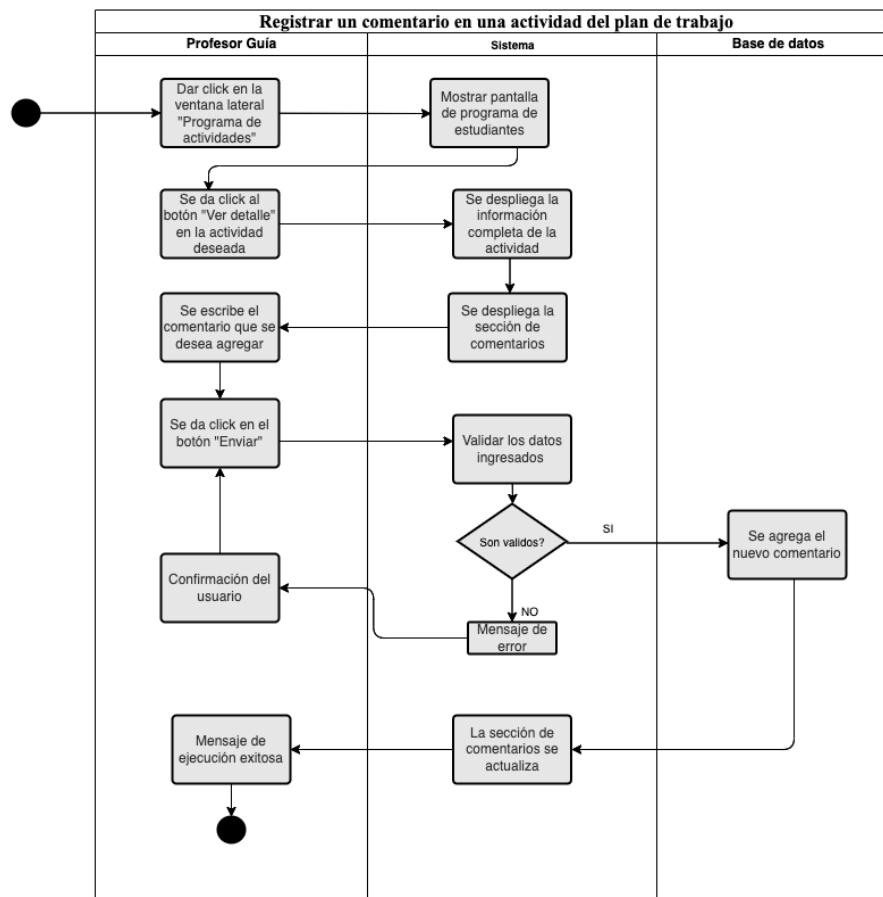 Registrar un comentario en una actividad del plan de trabajo
Profesor Guía
Sistema
Base de datos
Dar click en la
ventana lateral
"Programa de
actividades"
Mostrar pantalla
de programa de
estudiantes
Se da click al
botón "Ver detalle"
en la actividad
deseada
Se despliega la
información
completa de la
actividad
Se despliega la
sección de
comentarios
Se escribe el
comentario que se
desea agregar
Se da click en el
botón "Enviar"
Validar los datos
ingresados
Son validos?
SI
Se agrega el
nuevo comentario
NO
Mensaje de
error
Confirmación del
usuario
La sección de
comentarios se
actualiza
Mensaje de
ejecución exitosa